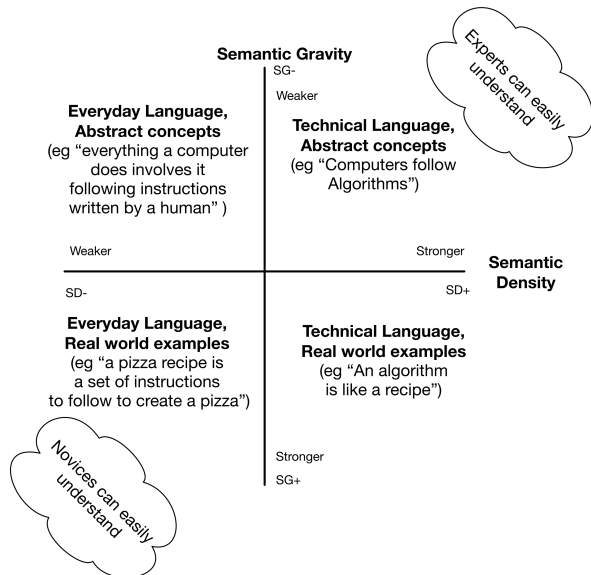 Semantic Gravity
SG-
Weaker
Experts can easily
understand
Everyday Language,
Abstract concepts
(eg “everything a computer
does involves it
following instructions
written by a human” )
Technical Language,
Abstract concepts
(eg “Computers follow
Algorithms”)
Weaker
Stronger
Semantic
Density
SD-
SD+
Everyday Language,
Real world examples
(eg “a pizza recipe is
a set of instructions
to follow to create a pizza”)
Technical Language,
Real world examples
(eg “An algorithm
is like a recipe”)
Stronger
SG+
Novices can easily
understand